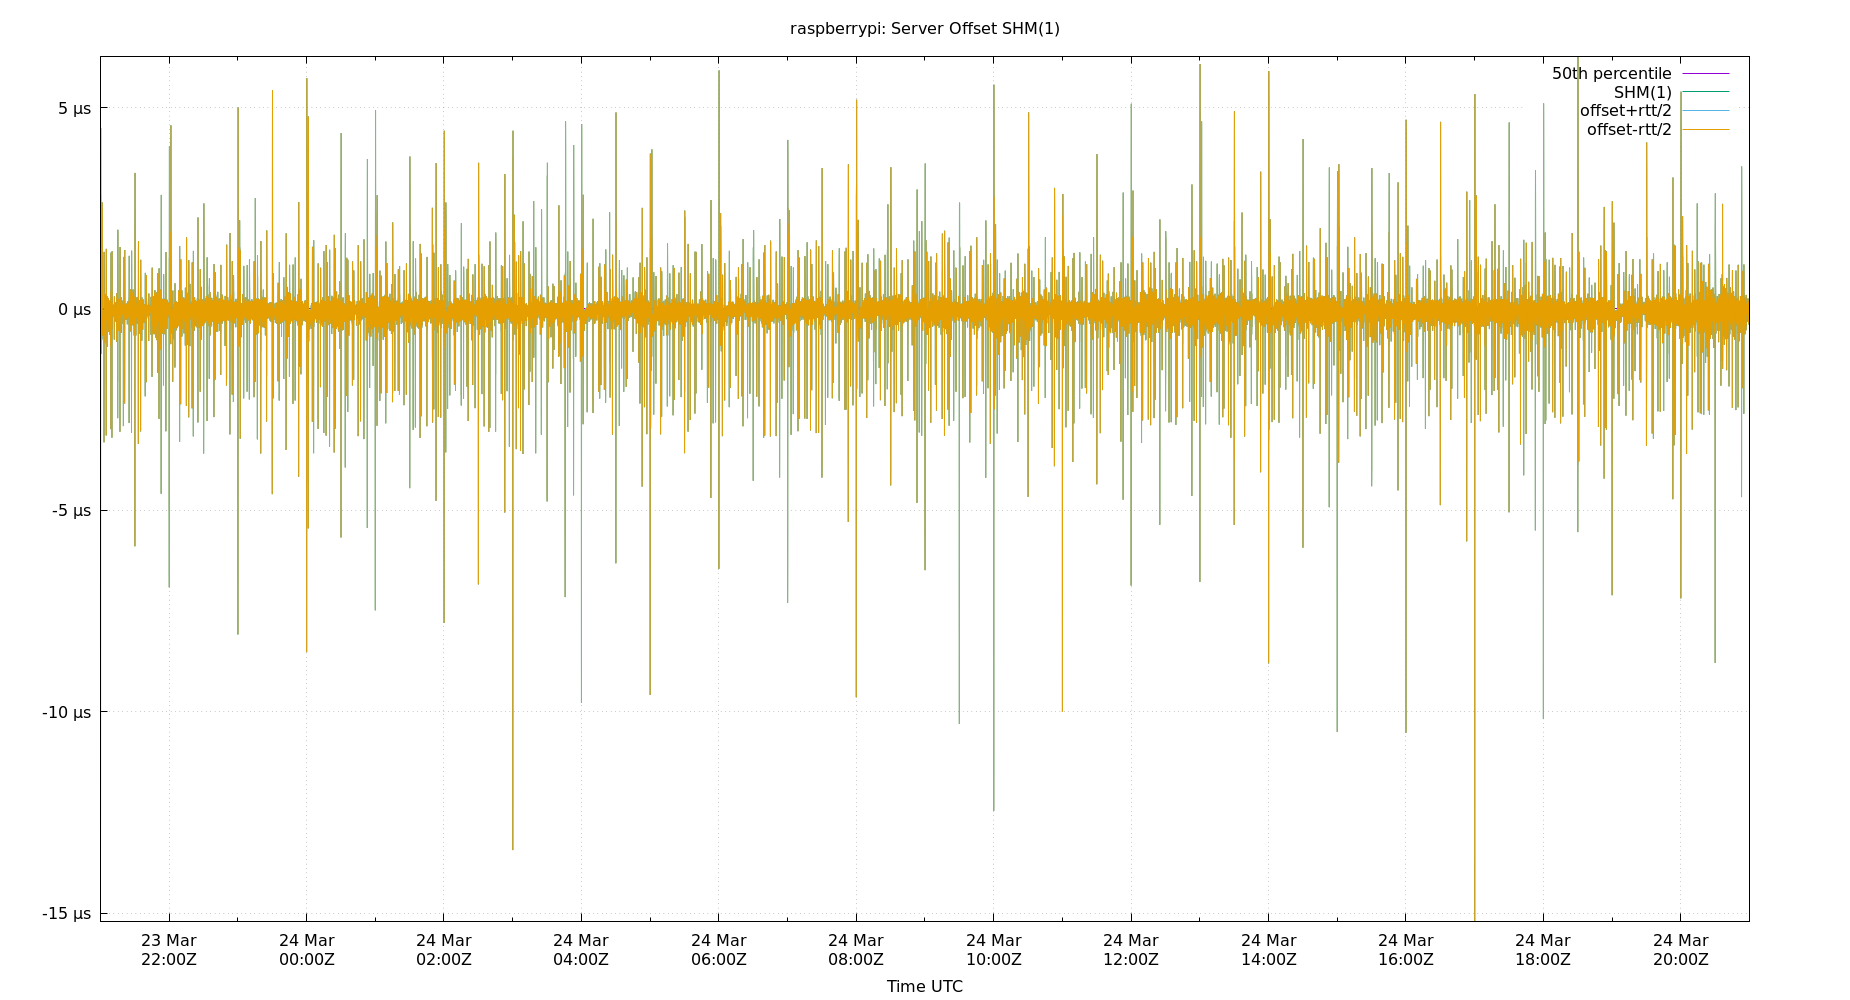 raspberrypi: Server Offset SHM(1)
50th percentile
SHM(1)
offset+rtt/2
offset-rtt/2
5 µs
0 µs
-5 µs
-10 µs
-15 µs
23 Mar 24 Mar 24 Mar 24 Mar 24 Mar 24 Mar 24 Mar 24 Mar 24 Mar 24 Mar 24 Mar 24 Mar
22:00Z 00:00Z 02:00Z 04:00Z 06:00Z 08:00Z 10:00Z 12:00Z 14:00Z 16:00Z 18:00Z 20:00Z
Time UTC